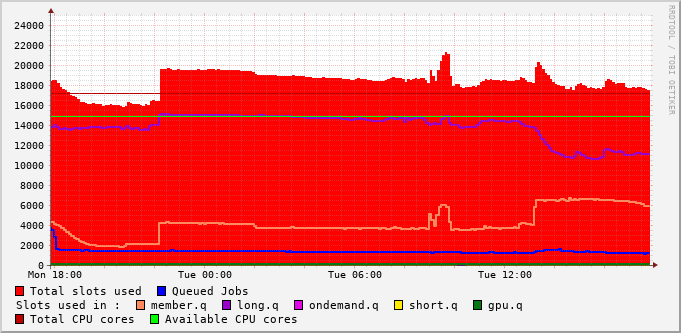 24000
22000
20000
18000
16000
14000
12000
10000
8000
6000
4000
2000
0
Mon 18:00 Tue 00:00 Tue 06:00 Tue 12:00
Total slots used Queued Jobs
Slots used in : member.q long.q ondemand.q short.q gpu.q
Total CPU cores Available CPU cores
RRDTOOL / TOBI OETIKER